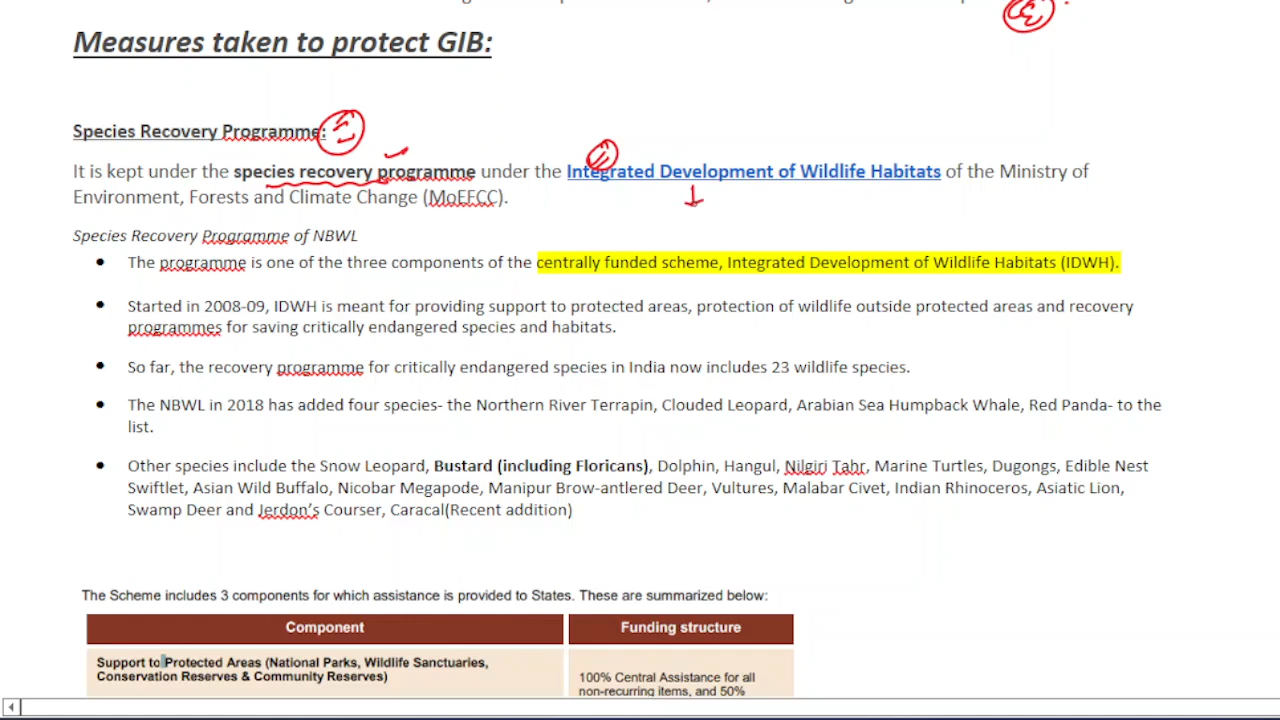 Measures taken to protect GIB:
Species Recovery Programme:
It is kept under the species recovery programme under the Integrated Development of Wildlife Habitats of the Ministry of
Environment, Forests and Climate Change (MoEFCC).
Species Recovery Programme of NBWL
• The programme is one of the three components of the centrally funded scheme, Integrated Development of Wildlife Habitats (IDWH).
• Started in 2008-09, IDWH is meant for providing support to protected areas, protection of wildlife outside protected areas and recovery
programmes for saving critically endangered species and habitats.
• So far, the recovery programme for critically endangered species in India now includes 23 wildlife species.
• The NBWL in 2018 has added four species- the Northern River Terrapin, Clouded Leopard, Arabian Sea Humpback Whale, Red Panda- to the
list.
• Other species include the Snow Leopard, Bustard (including Floricans), Dolphin, Hangul, Nilgiri Tahr, Marine Turtles, Dugongs, Edible Nest
Swiftlet, Asian Wild Buffalo, Nicobar Megapode, Manipur Brow-antlered Deer, Vultures, Malabar Civet, Indian Rhinoceros, Asiatic Lion,
Swamp Deer and Jerdon's Courser, Caracal(Recent addition)
The Scheme includes 3 components for which assistance is provided to States. These are summarized below:
Component
Funding structure
Support to Protected Areas (National Parks, Wildlife Sanctuaries,
Conservation Reserves & Community Reserves)
100% Central Assistance for all
non-recurring items, and 50%